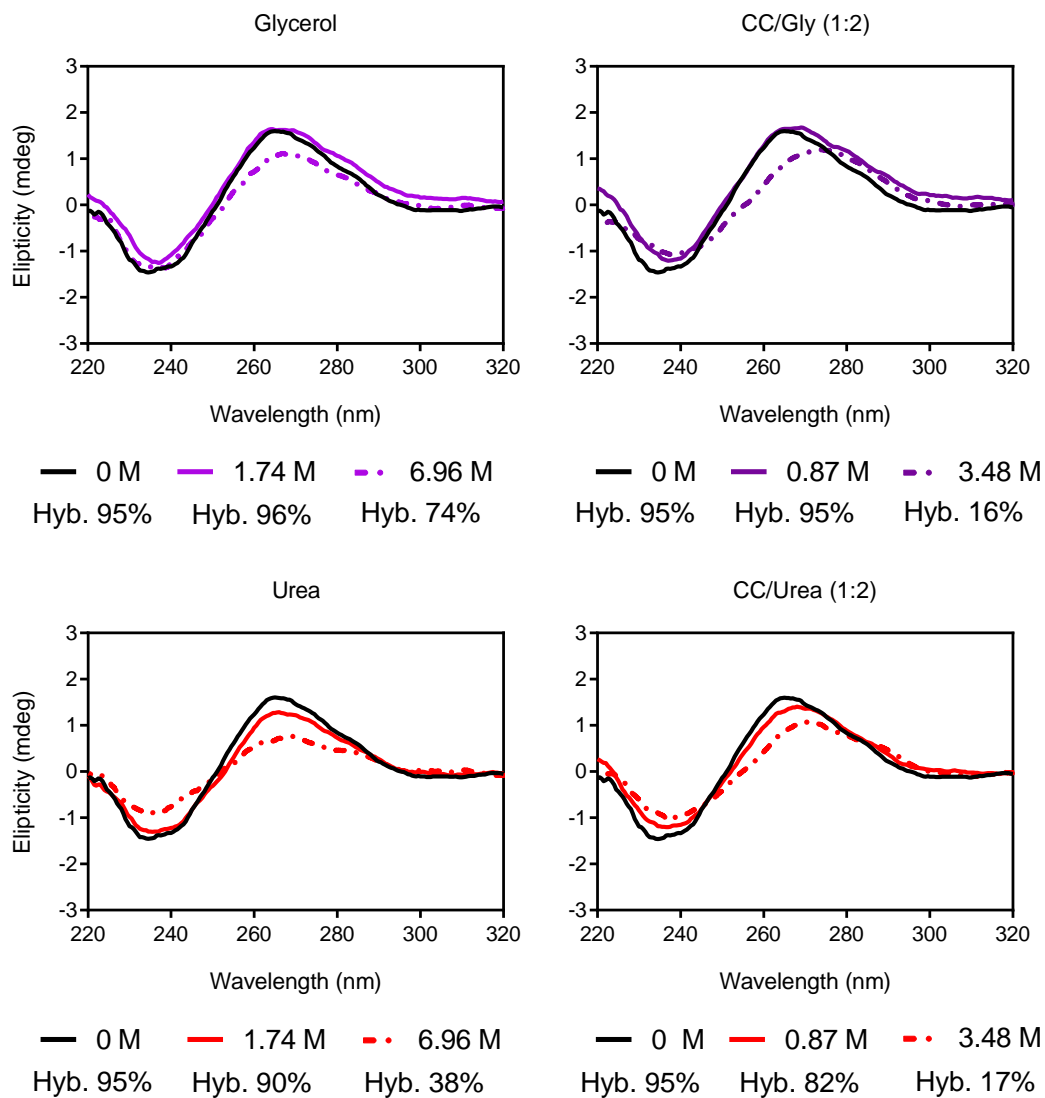 Glycerol
CC/Gly (1:2)
3
2
1
0
-1
-2
-3
Elipticity (mdeg)
220 240 260 280 300 320
Wavelength (nm)
3
2
1
0
-1
-2
-3
220 240 260 280 300 320
Wavelength (nm)
0 M 1.74 M 6.96 M
Hyb. 95% Hyb. 96% Hyb. 74%
0 M 0.87 M 3.48 M
Hyb. 95% Hyb. 95% Hyb. 16%
Urea
CC/Urea (1:2)
3
2
1
0
-1
-2
-3
Elipticity (mdeg)
220 240 260 280 300 320
Wavelength (nm)
3
2
1
0
-1
-2
-3
220 240 260 280 300 320
Wavelength (nm)
0 M 1.74 M 6.96 M
Hyb. 95% Hyb. 90% Hyb. 38%
0 M 0.87 M 3.48 M
Hyb. 95% Hyb. 82% Hyb. 17%